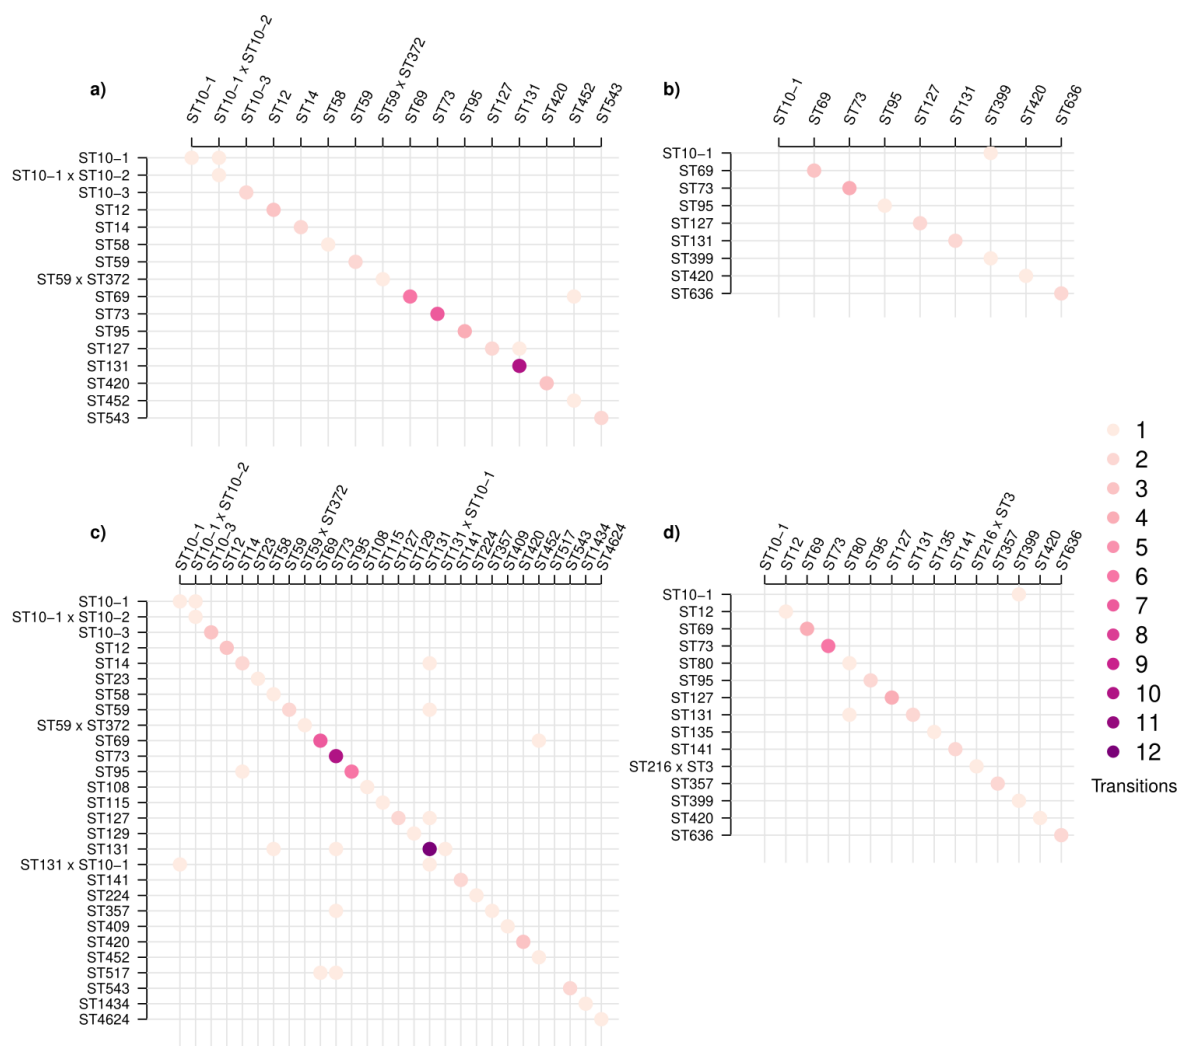 a)
ST10−1
ST10−1 x ST10−2
ST10−3
ST12
ST14
ST58
ST59
ST59 x ST372
ST69
ST73
ST95
ST127
ST131
ST420
ST452
ST543
ST10−1
ST10−1 x ST10−2
ST10−3
ST12
ST14
ST58
ST59
ST59 x ST372
ST69
ST73
ST95
ST127
ST131
ST420
ST452
ST543
b)
ST10−1
ST69
ST73
ST95
ST127
ST131
ST399
ST420
ST636
ST10−1
ST69
ST73
ST95
ST127
ST131
ST399
ST420
ST636
c)
ST10−1
ST10−1 x ST10−2
ST10−3
ST12
ST14
ST23
ST58
ST59
ST59 x ST372
ST69
ST73
ST95
ST108
ST115
ST127
ST129
ST131
ST131 x ST10−1
ST141
ST224
ST357
ST409
ST420
ST452
ST517
ST543
ST1434
ST4624
ST10−1
ST10−1 x ST10−2
ST10−3
ST12
ST14
ST23
ST58
ST59
ST59 x ST372
ST69
ST73
ST95
ST108
ST115
ST127
ST129
ST131
ST131 x ST10−1
ST141
ST224
ST357
ST409
ST420
ST452
ST517
ST543
ST1434
ST4624
d)
ST10−1
ST12
ST69
ST73
ST80
ST95
ST127
ST131
ST135
ST141
ST216 x ST3
ST357
ST399
ST420
ST636
ST10−1
ST12
ST69
ST73
ST80
ST95
ST127
ST131
ST135
ST141
ST216 x ST3
ST357
ST399
ST420
ST636
1
2
3
4
5
6
7
8
9
10
11
12
Transitions